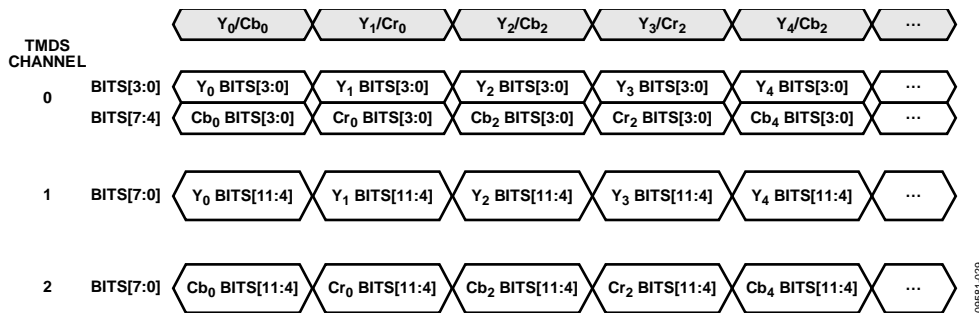 Y0/Cb0 Y1/Cr0 Y2/Cb2 Y3/Cr2 Y4/Cb2 ...
TMDS
CHANNEL
0
BITS[3:0] Y0 BITS[3:0] Y1 BITS[3:0] Y2 BITS[3:0] Y3 BITS[3:0] Y4 BITS[3:0] ...
BITS[7:4] Cb0 BITS[3:0] Cr0 BITS[3:0] Cb2 BITS[3:0] Cr2 BITS[3:0] Cb4 BITS[3:0] ...
1 BITS[7:0] Y0 BITS[11:4] Y1 BITS[11:4] Y2 BITS[11:4] Y3 BITS[11:4] Y4 BITS[11:4] ...
2 BITS[7:0] Cb0 BITS[11:4] Cr0 BITS[11:4] Cb2 BITS[11:4] Cr2 BITS[11:4] Cb4 BITS[11:4] ...